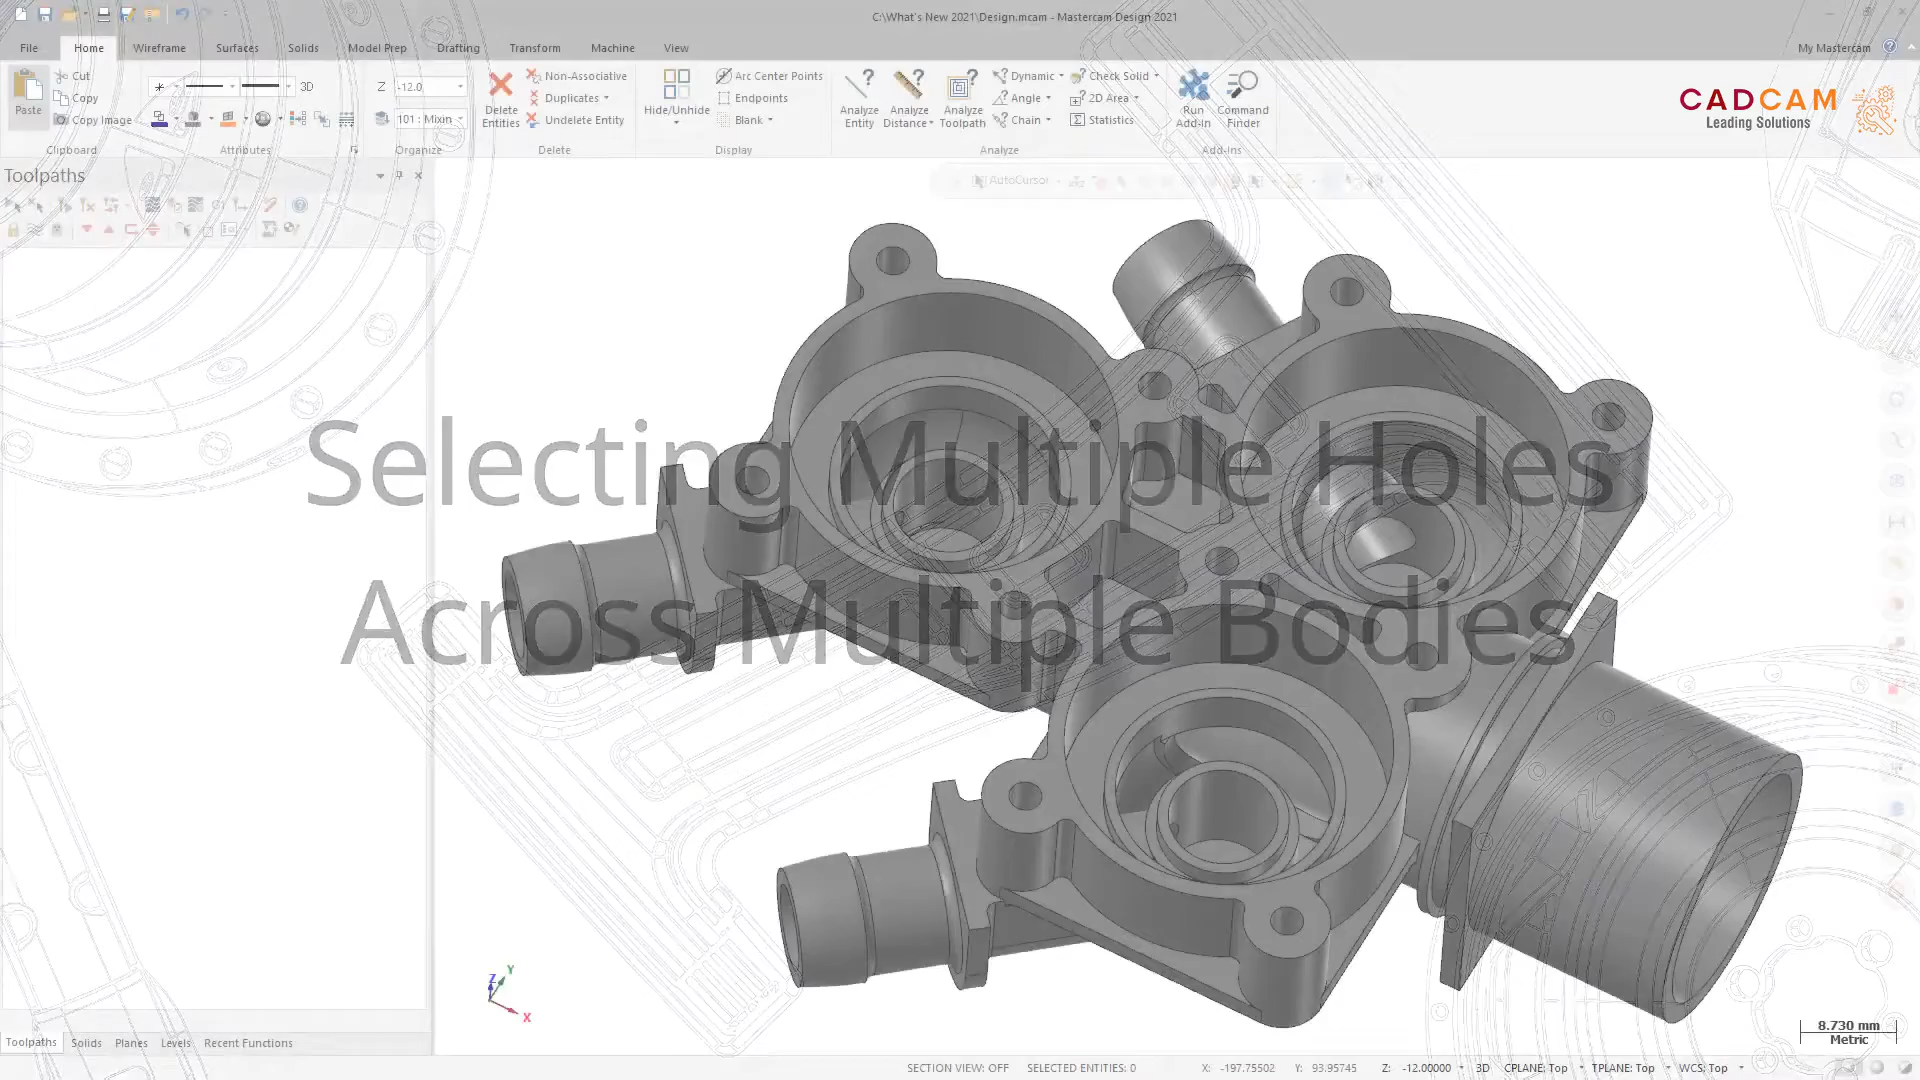 C:\What's New 2021\Design.mcam - Mastercam Design 2021
File Home Wireframe Surfaces Solids Model Prep Drafting Transform Machine View My Mastercam
Paste
Cut
Copy
Copy Image
Clipboard
3D
Attributes
Z -12.0
101 : Mixin
Organize
Delete Entities
Non-Associative
Duplicates
Undelete Entity
Delete
Hide/Unhide
Arc Center Points
Endpoints
Blank
Display
Analyze Entity
Analyze Distance
Analyze Toolpath
Dynamic
Angle
Chain
Check Solid
2D Area
Statistics
Analyze
Run Add-in
Command Finder
Add-Ins
CADCAM
Leading Solutions
Toolpaths
AutoCursor
Selecting Multiple Holes
Across Multiple Bodies
Z
Y
X
8.730 mm
Metric
Toolpaths Solids Planes Levels Recent Functions
SECTION VIEW: OFF SELECTED ENTITIES: 0 X: -197.75502 Y: 93.95745 Z: -12.00000 3D CPLANE: Top TPLANE: Top WCS: Top